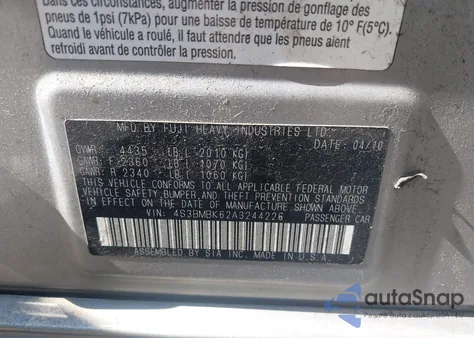 Dans ces circonstances, augmenter la pression de gonflage des
pneus de 1psi (7kPa) pour une baisse de température de 10° F(5°C).
Quand le véhicule a roulé, il faut que les pneus aient
refroidi avant de contrôler la pression.
MFD BY FUJI HEAVY INDUSTRIES LTD.
DATE: 04/10
GVWR: 4435 LB ( 2010 KG)
GAWR: F 2360 LB ( 1070 KG)
GAWR: R 2340 LB ( 1060 KG)
THIS VEHICLE CONFORMS TO ALL APPLICABLE FEDERAL MOTOR
VEHICLE SAFETY, BUMPER, AND THEFT PREVENTION STANDARDS
IN EFFECT ON THE DATE OF MANUFACTURE SHOWN ABOVE.
VIN: 4S3BMBK62A3244226 PASSENGER CAR
ASSEMBLED BY SIA INC. MADE IN U.S.A.
autoSnap